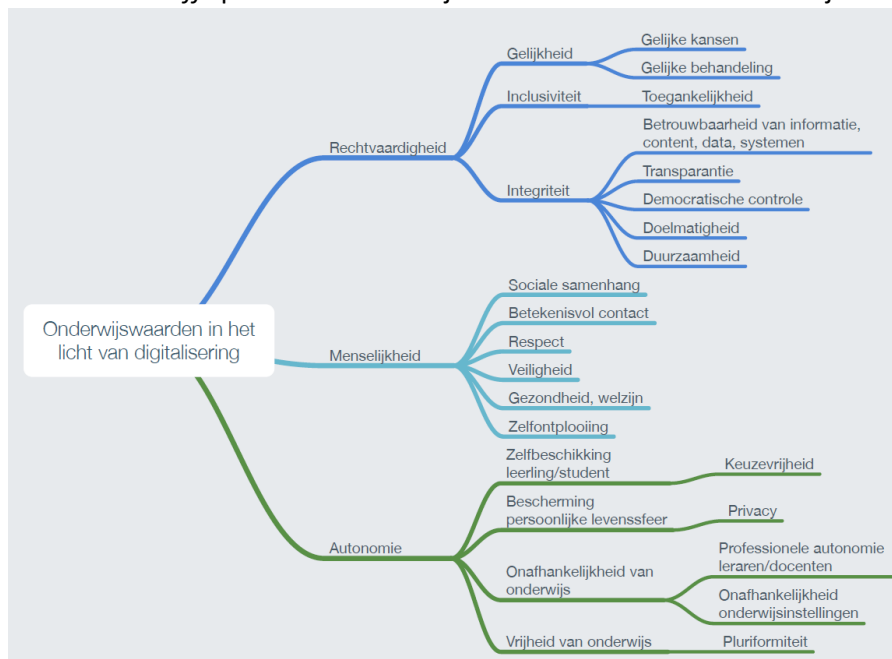 Onderwijswaarden in het
licht van digitalisering
Rechtvaardigheid
Gelijkheid
Gelijke kansen
Gelijke behandeling
Inclusiviteit
Toegankelijkheid
Integriteit
Betrouwbaarheid van informatie,
content, data, systemen
Transparantie
Democratische controle
Doelmatigheid
Duurzaamheid
Menselijkheid
Sociale samenhang
Betekenisvol contact
Respect
Veiligheid
Gezondheid, welzijn
Zelfontplooiing
Autonomie
Zelfbeschikking
leerling/student
Keuzevrijheid
Bescherming
persoonlijke levenssfeer
Privacy
Onafhankelijkheid van
onderwijs
Professionele autonomie
leraren/docenten
Onafhankelijkheid
onderwijsinstellingen
Vrijheid van onderwijs
Pluriformiteit